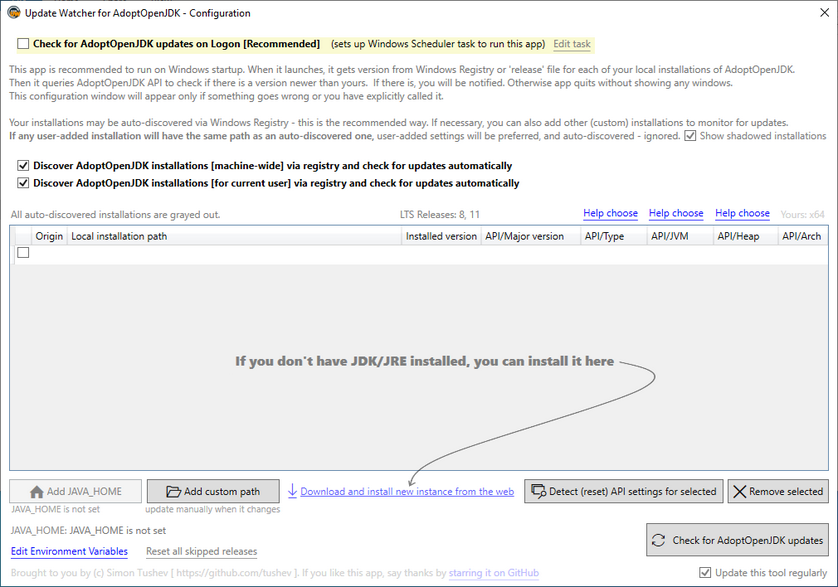 Update Watcher for AdoptOpenJDK - Configuration
Check for AdoptOpenJDK updates on Logon [Recommended] (sets up Windows Scheduler task to run this app) Edit task
This app is recommended to run on Windows startup. When it launches, it gets version from Windows Registry or 'release' file for each of your local installations of AdoptOpenJDK.
Then it queries AdoptOpenJDK API to check if there is a version newer than yours. If there is, you will be notified. Otherwise app quits without showing any windows.
This configuration window will appear only if something goes wrong or you have explicitly called it.
Your installations may be auto-discovered via Windows Registry - this is the recommended way. If necessary, you can also add other (custom) installations to monitor for updates.
If any user-added installation will have the same path as an auto-discovered one, user-added settings will be preferred, and auto-discovered - ignored. Show shadowed installations
Discover AdoptOpenJDK installations [machine-wide] via registry and check for updates automatically
Discover AdoptOpenJDK installations [for current user] via registry and check for updates automatically
All auto-discovered installations are grayed out. LTS Releases: 8, 11 Help choose Help choose Help choose Yours: x64
Origin Local installation path Installed version API/Major version API/Type API/JVM API/Heap API/Arch
If you don't have JDK/JRE installed, you can install it here
Add JAVA_HOME Add custom path Download and install new instance from the web Detect (reset) API settings for selected Remove selected
JAVA_HOME is not set update manually when it changes
JAVA_HOME: JAVA_HOME is not set
Check for AdoptOpenJDK updates
Edit Environment Variables Reset all skipped releases
Brought to you by (c) Simon Tushev [ https://github.com/tushev ]. If you like this app, say thanks by starring it on GitHub Update this tool regularly